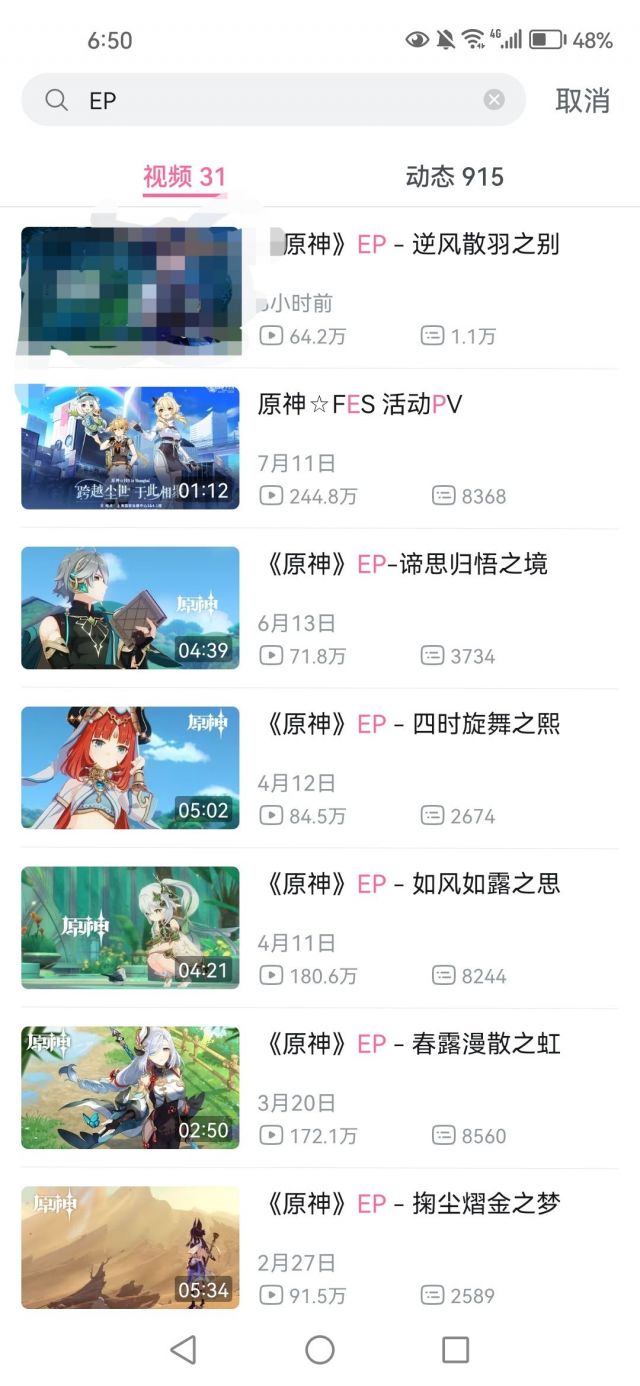 6:50
4G
48%
EP
取消
视频 31
动态 915
原神》EP – 逆风散羽之别
小时前
64.2万
1.1万
原神☆FES 活动PV
7月11日
244.8万
8368
跨越尘世 于此相
01:12
《原神》EP–谛思归悟之境
6月13日
71.8万
3734
原神
04:39
《原神》EP – 四时旋舞之熙
4月12日
84.5万
2674
原神
05:02
《原神》EP – 如风如露之思
4月11日
180.6万
8244
原神
04:21
《原神》EP – 春露漫散之虹
3月20日
172.1万
8560
原神
02:50
《原神》EP – 掬尘熠金之梦
2月27日
91.5万
2589
原神
05:34